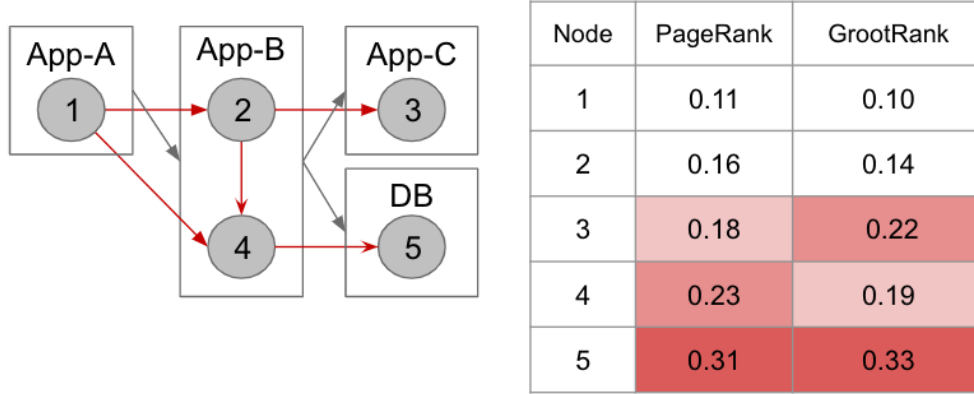 App-A
App-B
App-C
1
2
3
DB
4
5
Node PageRank GrootRank
1 0.11 0.10
2 0.16 0.14
3 0.18 0.22
4 0.23 0.19
5 0.31 0.33